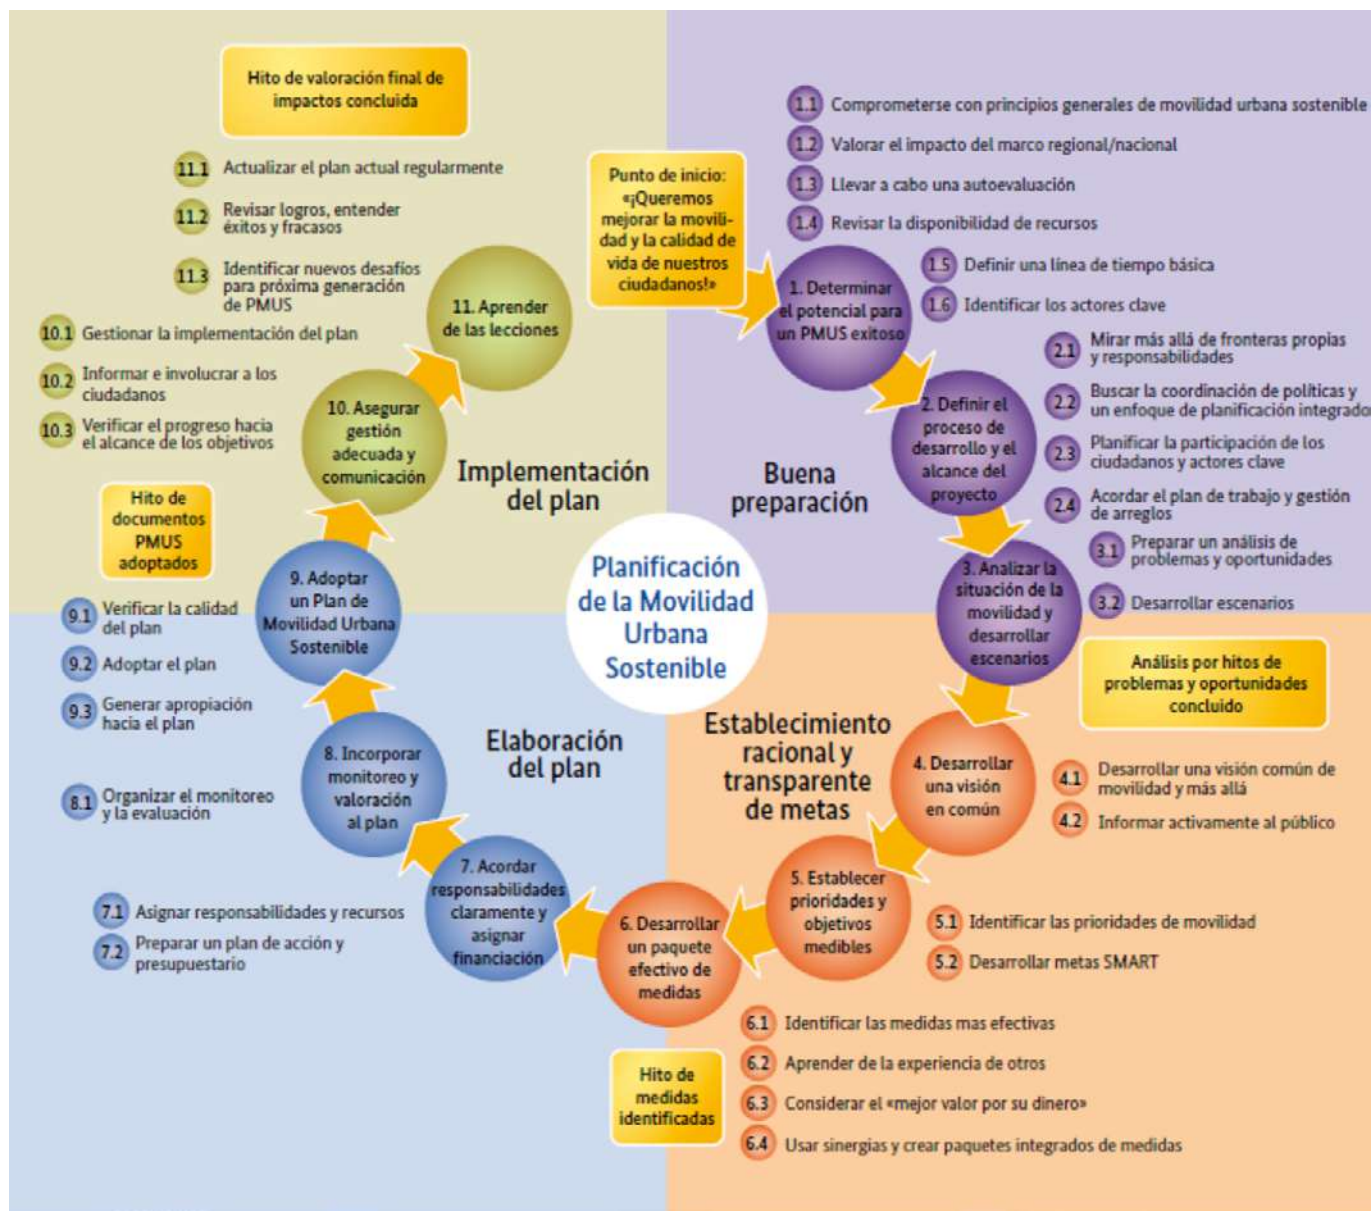 Punto de inicio:
«¡Queremos
mejorar la movili-
dad y la calidad de
vida de nuestros
ciudadanos!»
1.1 Comprometerse con principios generales de movilidad urbana sostenible
1.2 Valorar el impacto del marco regional/nacional
1.3 Llevar a cabo una autoevaluación
1.4 Revisar la disponibilidad de recursos
1. Determinar
el potencial para
un PMUS exitoso
1.5 Definir una línea de tiempo básica
1.6 Identificar los actores clave
Buena
preparación
2. Definir el
proceso de
desarrollo y el
alcance del
proyecto
2.1 Mirar más allá de fronteras propias
y responsabilidades
2.2 Buscar la coordinación de políticas y
un enfoque de planificación integrado
2.3 Planificar la participación de los
ciudadanos y actores clave
2.4 Acordar el plan de trabajo y gestión
de arreglos
3. Analizar la
situación de la
movilidad y
desarrollar
escenarios
3.1 Preparar un análisis de
problemas y oportunidades
3.2 Desarrollar escenarios
Análisis por hitos de
problemas y oportunidades
concluido
Planificación
de la Movilidad
Urbana
Sostenible
Establecimiento
racional y
transparente
de metas
4. Desarrollar
una visión
en común
4.1 Desarrollar una visión común de
movilidad y más allá
4.2 Informar activamente al público
5. Establecer
prioridades y
objetivos
medibles
5.1 Identificar las prioridades de movilidad
5.2 Desarrollar metas SMART
6. Desarrollar
un paquete
efectivo de
medidas
6.1 Identificar las medidas mas efectivas
6.2 Aprender de la experiencia de otros
6.3 Considerar el «mejor valor por su dinero»
6.4 Usar sinergias y crear paquetes integrados de medidas
Hito de
medidas
identificadas
Elaboración
del plan
7. Acordar
responsabilidades
claramente y
asignar
financiación
7.1 Asignar responsabilidades y recursos
7.2 Preparar un plan de acción y
presupuestario
8. Incorporar
monitoreo y
valoración
al plan
8.1 Organizar el monitoreo
y la evaluación
9. Adoptar
un Plan de
Movilidad Urbana
Sostenible
9.1 Verificar la calidad
del plan
9.2 Adoptar el plan
9.3 Generar apropiación
hacia el plan
Hito de
documentos
PMUS
adoptados
Implementación
del plan
10. Asegurar
gestión
adecuada y
comunicación
10.1 Gestionar la implementación del plan
10.2 Informar e involucrar a los
ciudadanos
10.3 Verificar el progreso hacia
el alcance de los objetivos
11. Aprender
de las lecciones
11.1 Actualizar el plan actual regularmente
11.2 Revisar logros, entender
éxitos y fracasos
11.3 Identificar nuevos desafíos
para próxima generación
de PMUS
Hito de valoración final de
impactos concluida